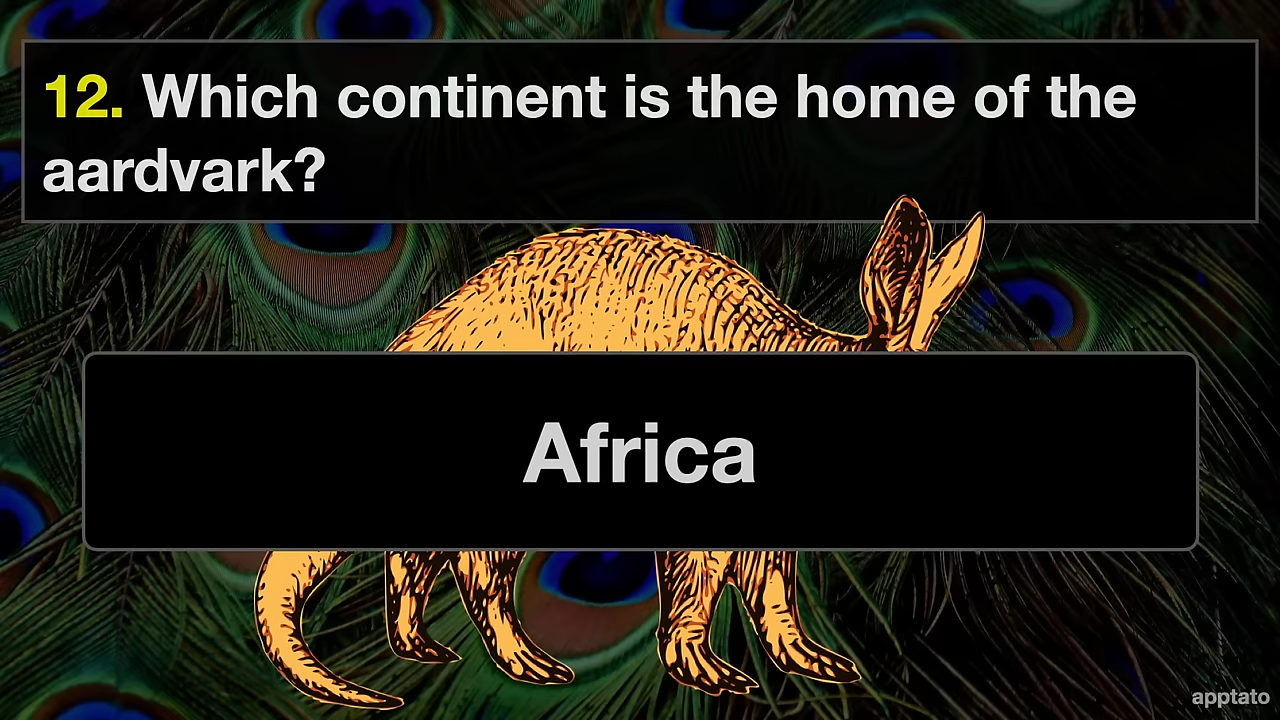 12. Which continent is the home of the
aardvark?
Africa
apptato